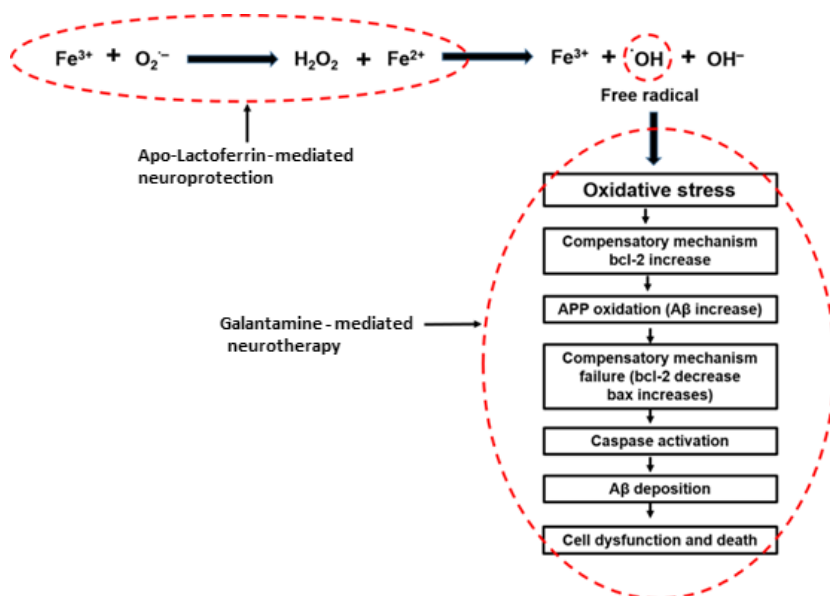 Fe³⁺ + O₂·⁻ → H₂O₂ + Fe²⁺ → Fe³⁺ + ·OH + OH⁻
Free radical
Apo-Lactoferrin-mediated
neuroprotection
Oxidative stress
Compensatory mechanism
bcl-2 increase
APP oxidation (Aβ increase)
Galantamine - mediated
neurotherapy
Compensatory mechanism
failure (bcl-2 decrease
bax increases)
Caspase activation
Aβ deposition
Cell dysfunction and death